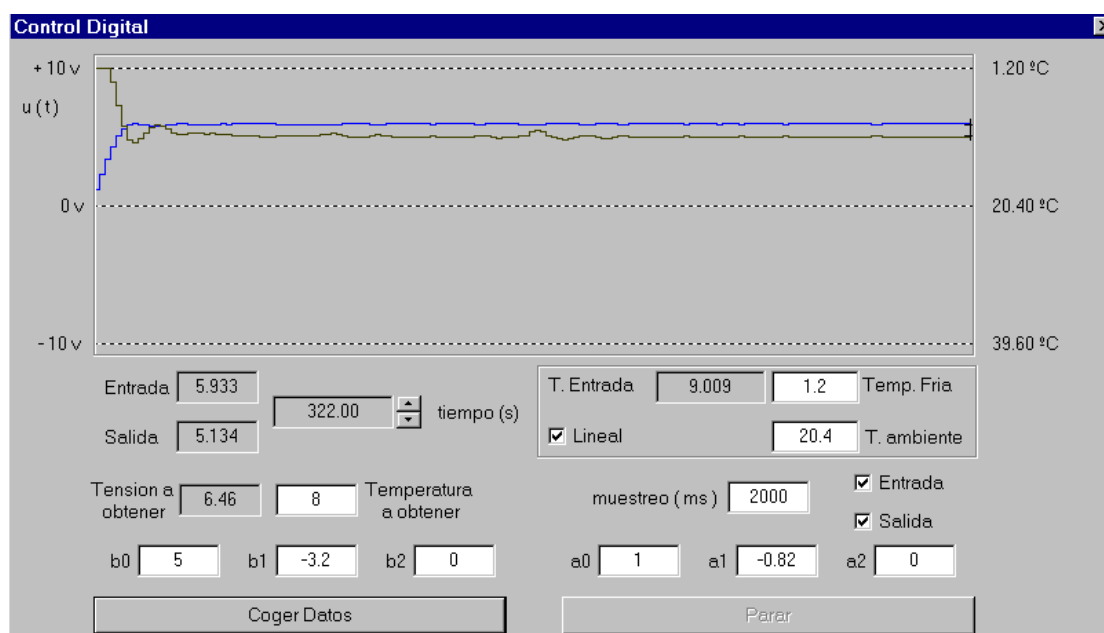 Control Digital
+ 10 v
1.20 ºC
u (t)
0 v
20.40 ºC
- 10 v
39.60 ºC
Entrada 5.933
322.00 tiempo (s)
Salida 5.134
T. Entrada 9.009 1.2 Temp. Fria
Lineal 20.4 T. ambiente
Tension a
obtener 6.46 8 Temperatura
a obtener
muestreo ( ms ) 2000
Entrada
Salida
b0 5 b1 -3.2 b2 0 a0 1 a1 -0.82 a2 0
Coger Datos Parar